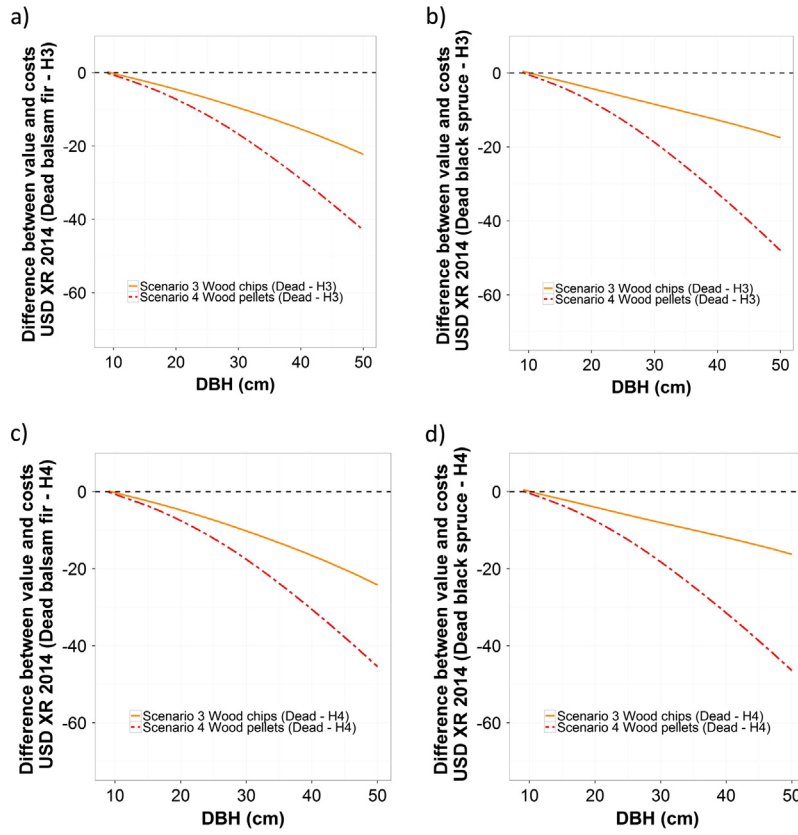 a)
Difference between value and costs
USD XR 2014 (Dead balsam fir - H3)
0
-20
-40
-60
Scenario 3 Wood chips (Dead - H3)
Scenario 4 Wood pellets (Dead - H3)
10 20 30 40 50
DBH (cm)
b)
Difference between value and costs
USD XR 2014 (Dead black spruce - H3)
0
-20
-40
-60
Scenario 3 Wood chips (Dead - H3)
Scenario 4 Wood pellets (Dead - H3)
10 20 30 40 50
DBH (cm)
c)
Difference between value and costs
USD XR 2014 (Dead balsam fir - H4)
0
-20
-40
-60
Scenario 3 Wood chips (Dead - H4)
Scenario 4 Wood pellets (Dead - H4)
10 20 30 40 50
DBH (cm)
d)
Difference between value and costs
USD XR 2014 (Dead black spruce - H4)
0
-20
-40
-60
Scenario 3 Wood chips (Dead - H4)
Scenario 4 Wood pellets (Dead - H4)
10 20 30 40 50
DBH (cm)